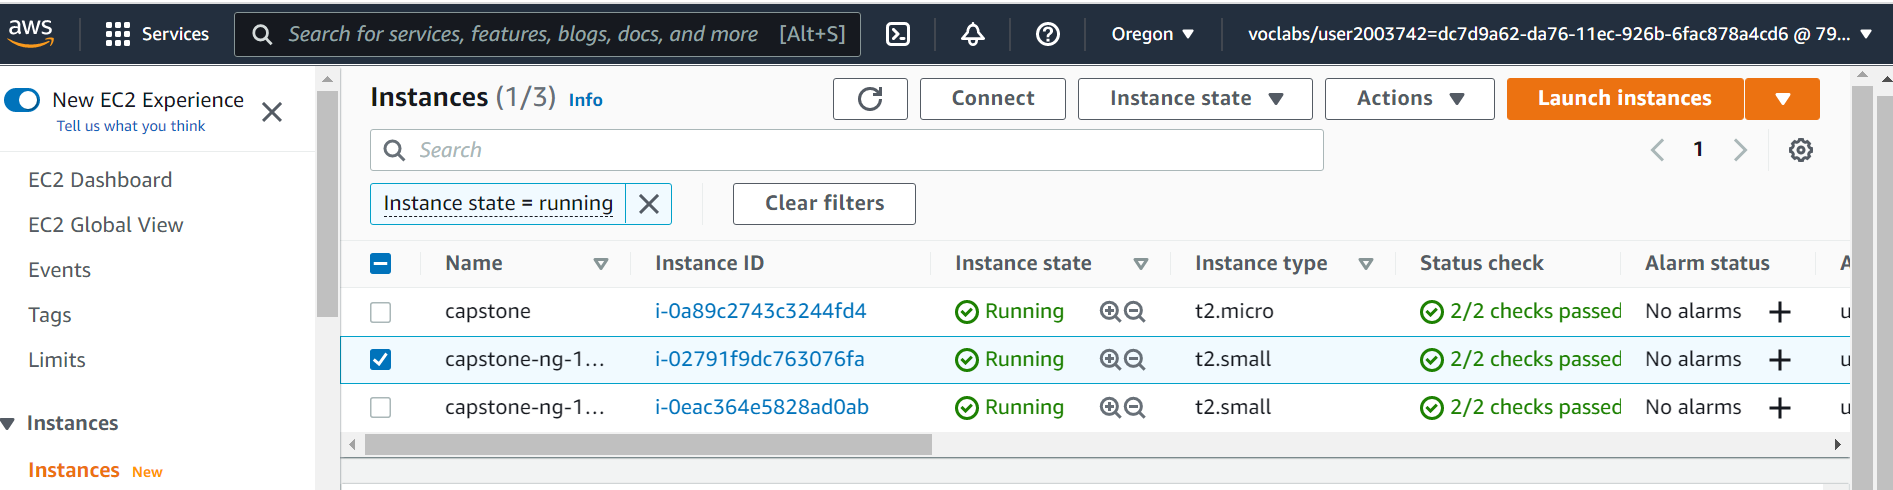 aws Services Search for services, features, blogs, docs, and more [Alt+S] Oregon voclabs/user2003742=dc7d9a62-da76-11ec-926b-6fac878a4cd6 @ 79...
New EC2 Experience
Tell us what you think
EC2 Dashboard
EC2 Global View
Events
Tags
Limits
Instances
Instances New
Instances (1/3) Info Connect Instance state Actions Launch instances
Search 1
Instance state = running Clear filters
Name Instance ID Instance state Instance type Status check Alarm status
capstone i-0a89c2743c3244fd4 Running t2.micro 2/2 checks passed No alarms
capstone-ng-1... i-02791f9dc763076fa Running t2.small 2/2 checks passed No alarms
capstone-ng-1... i-0eac364e5828ad0ab Running t2.small 2/2 checks passed No alarms